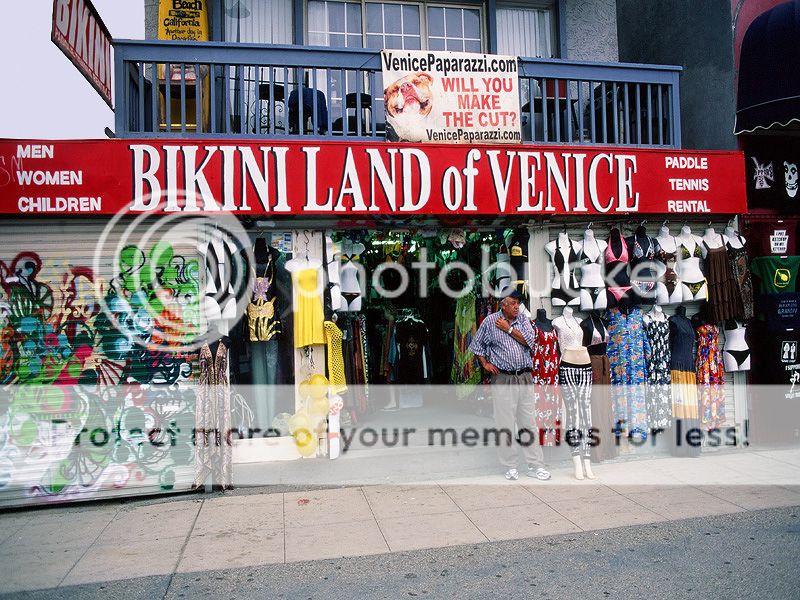 BIKINI
Beach
California
VenicePaparazzi.com
WILL YOU
MAKE
THE CUT?
VenicePaparazzi.com
MEN
WOMEN
CHILDREN
BIKINI LAND of VENICE
PADDLE
TENNIS
RENTAL
photobucket
Protect more of your memories for less!